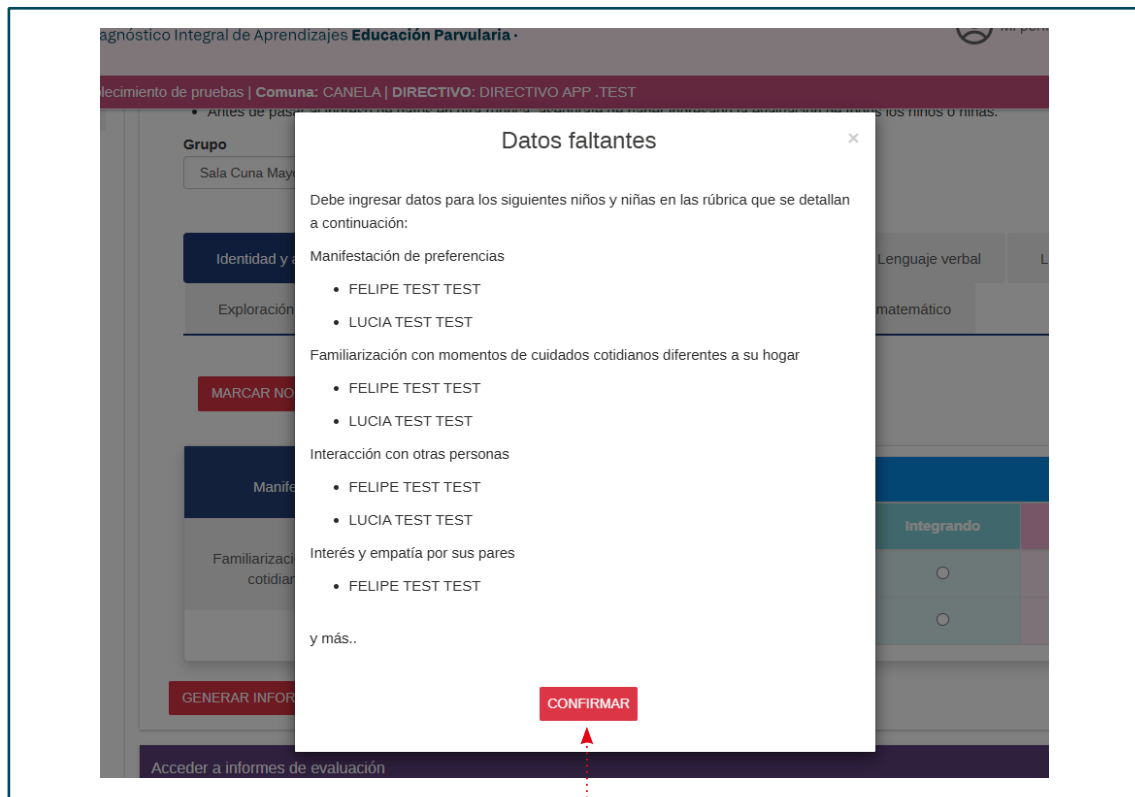 agnóstico Integral de Aprendizajes Educación Parvularia ·
lecimiento de pruebas | Comuna: CANELA | DIRECTIVO: DIRECTIVO APP .TEST
Grupo
Sala Cuna May
Datos faltantes
×
Debe ingresar datos para los siguientes niños y niñas en las rúbrica que se detallan
a continuación:
Manifestación de preferencias
• FELIPE TEST TEST
• LUCIA TEST TEST
Familiarización con momentos de cuidados cotidianos diferentes a su hogar
• FELIPE TEST TEST
• LUCIA TEST TEST
Interacción con otras personas
• FELIPE TEST TEST
• LUCIA TEST TEST
Interés y empatía por sus pares
• FELIPE TEST TEST
y más..
CONFIRMAR
Identidad y a
Lenguaje verbal
L
Exploración
matemático
MARCAR NO
Manife
Integrando
Familiarizaci
cotidian
GENERAR INFOR
Acceder a informes de evaluación